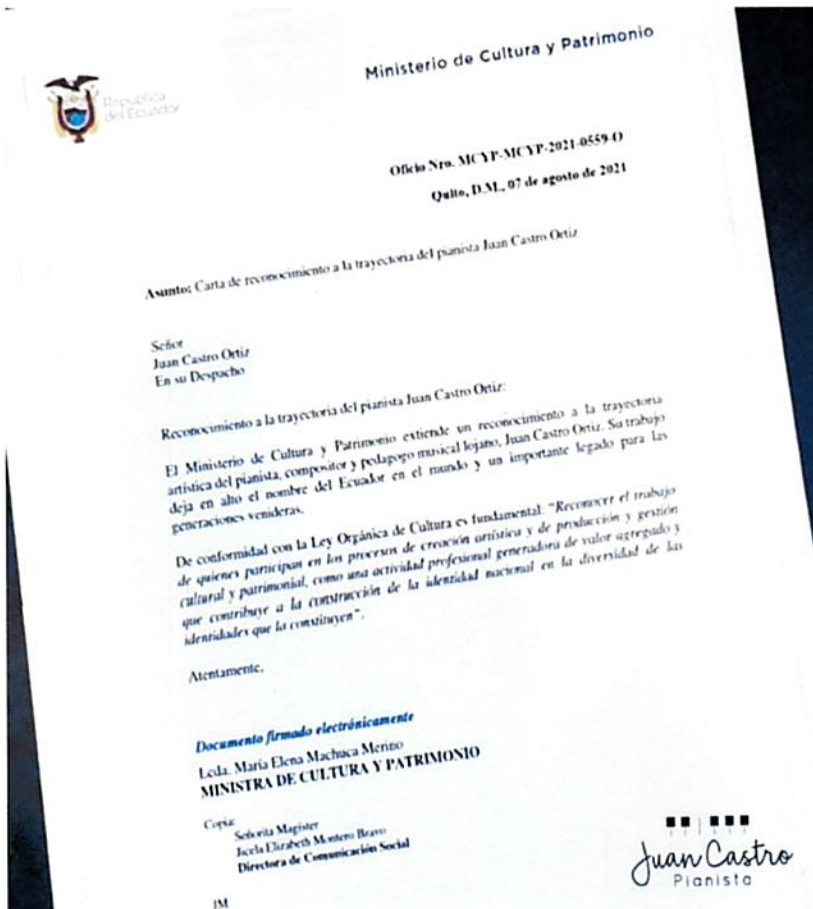 Ministerio de Cultura y Patrimonio
República
del Ecuador
Oficio Nro. MCYP-MCYP-2021-0559-O
Quito, D.M., 07 de agosto de 2021
Asunto: Carta de reconocimiento a la trayectoria del pianista Juan Castro Ortiz
Señor
Juan Castro Ortiz
En su Despacho
Reconocimiento a la trayectoria del pianista Juan Castro Ortiz:
El Ministerio de Cultura y Patrimonio extiende un reconocimiento a la trayectoria
artística del pianista, compositor y pedagogo musical lojano, Juan Castro Ortiz. Su trabajo
deja en alto el nombre del Ecuador en el mundo y un importante legado para las
generaciones venideras.
De conformidad con la Ley Orgánica de Cultura es fundamental: "Reconocer el trabajo
de quienes participan en los procesos de creación artística y de producción y gestión
cultural y patrimonial, como una actividad profesional generadora de valor agregado y
que contribuye a la construcción de la identidad nacional en la diversidad de las
identidades que la constituyen".
Atentamente,
Documento firmado electrónicamente
Lcda. María Elena Machuca Merino
MINISTRA DE CULTURA Y PATRIMONIO
Copia:
Señorita Magíster
Jicela Elizabeth Montero Bravo
Directora de Comunicación Social
JM
Juan Castro
Pianista